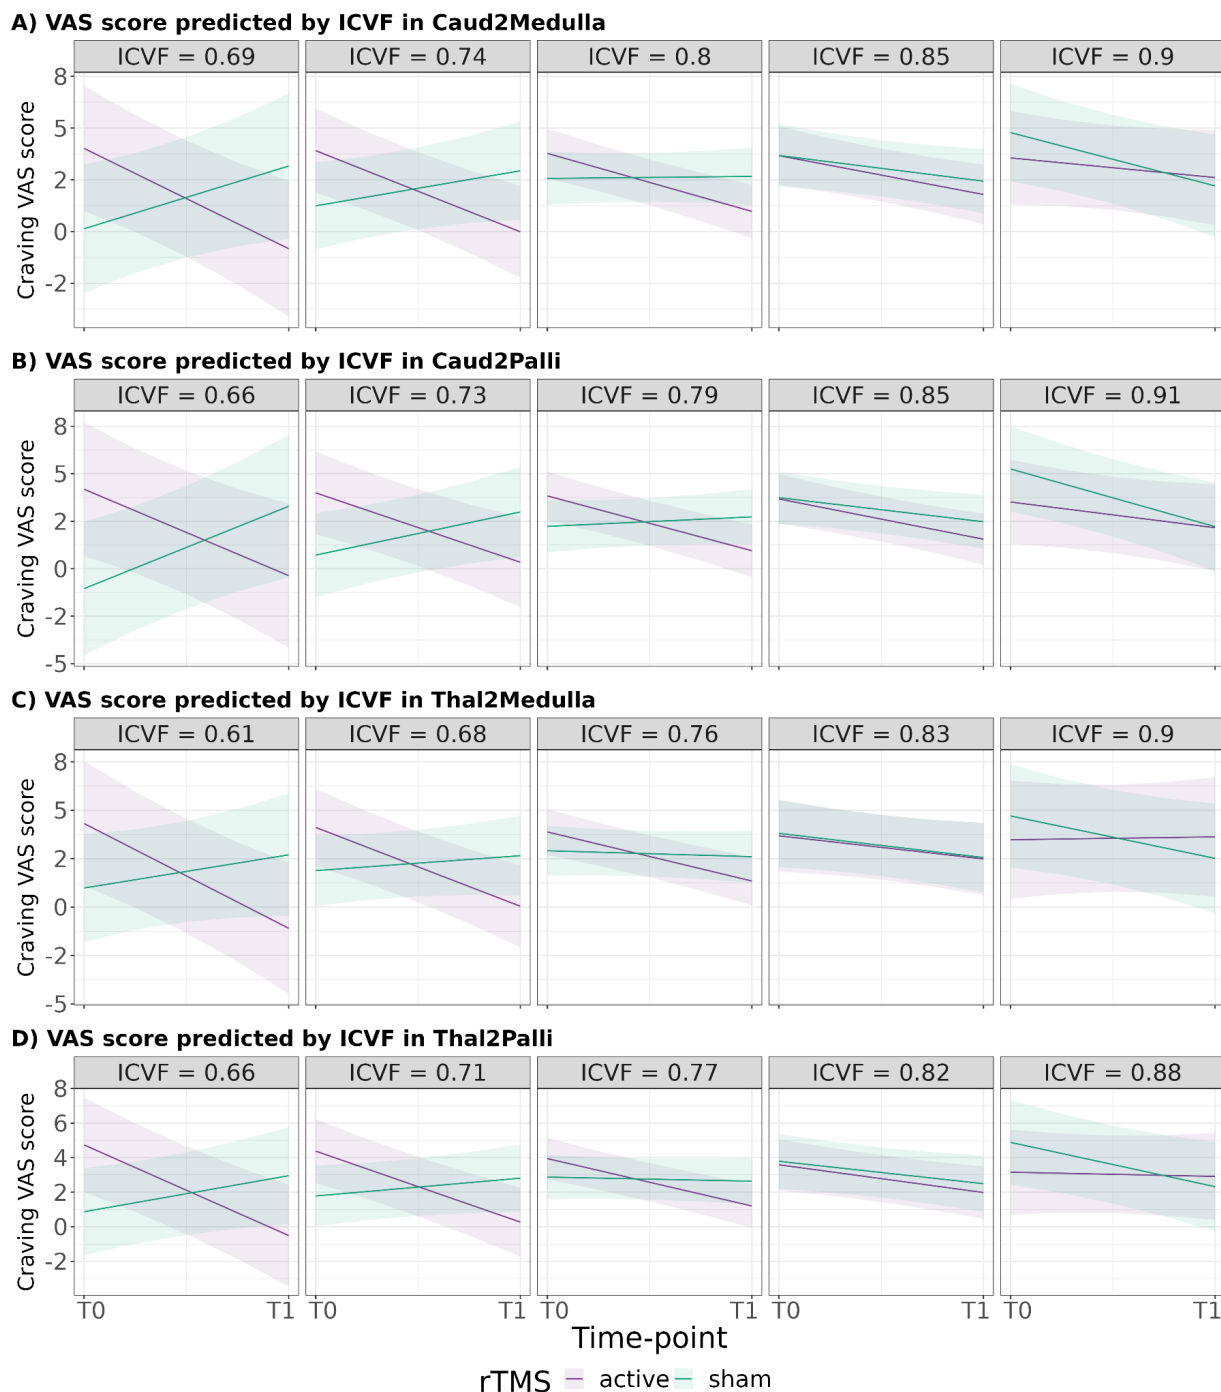 A) VAS score predicted by ICVF in Caud2Medulla
ICVF = 0.69 ICVF = 0.74 ICVF = 0.8 ICVF = 0.85 ICVF = 0.9
Craving VAS score
8
5
2
0
-2
B) VAS score predicted by ICVF in Caud2Palli
ICVF = 0.66 ICVF = 0.73 ICVF = 0.79 ICVF = 0.85 ICVF = 0.91
Craving VAS score
8
5
2
0
-2
-5
C) VAS score predicted by ICVF in Thal2Medulla
ICVF = 0.61 ICVF = 0.68 ICVF = 0.76 ICVF = 0.83 ICVF = 0.9
Craving VAS score
8
5
2
0
-2
-5
D) VAS score predicted by ICVF in Thal2Palli
ICVF = 0.66 ICVF = 0.71 ICVF = 0.77 ICVF = 0.82 ICVF = 0.88
Craving VAS score
8
6
4
2
0
-2
T0 T1 T0 T1 T0 T1 T0 T1 T0 T1
Time-point
rTMS active sham